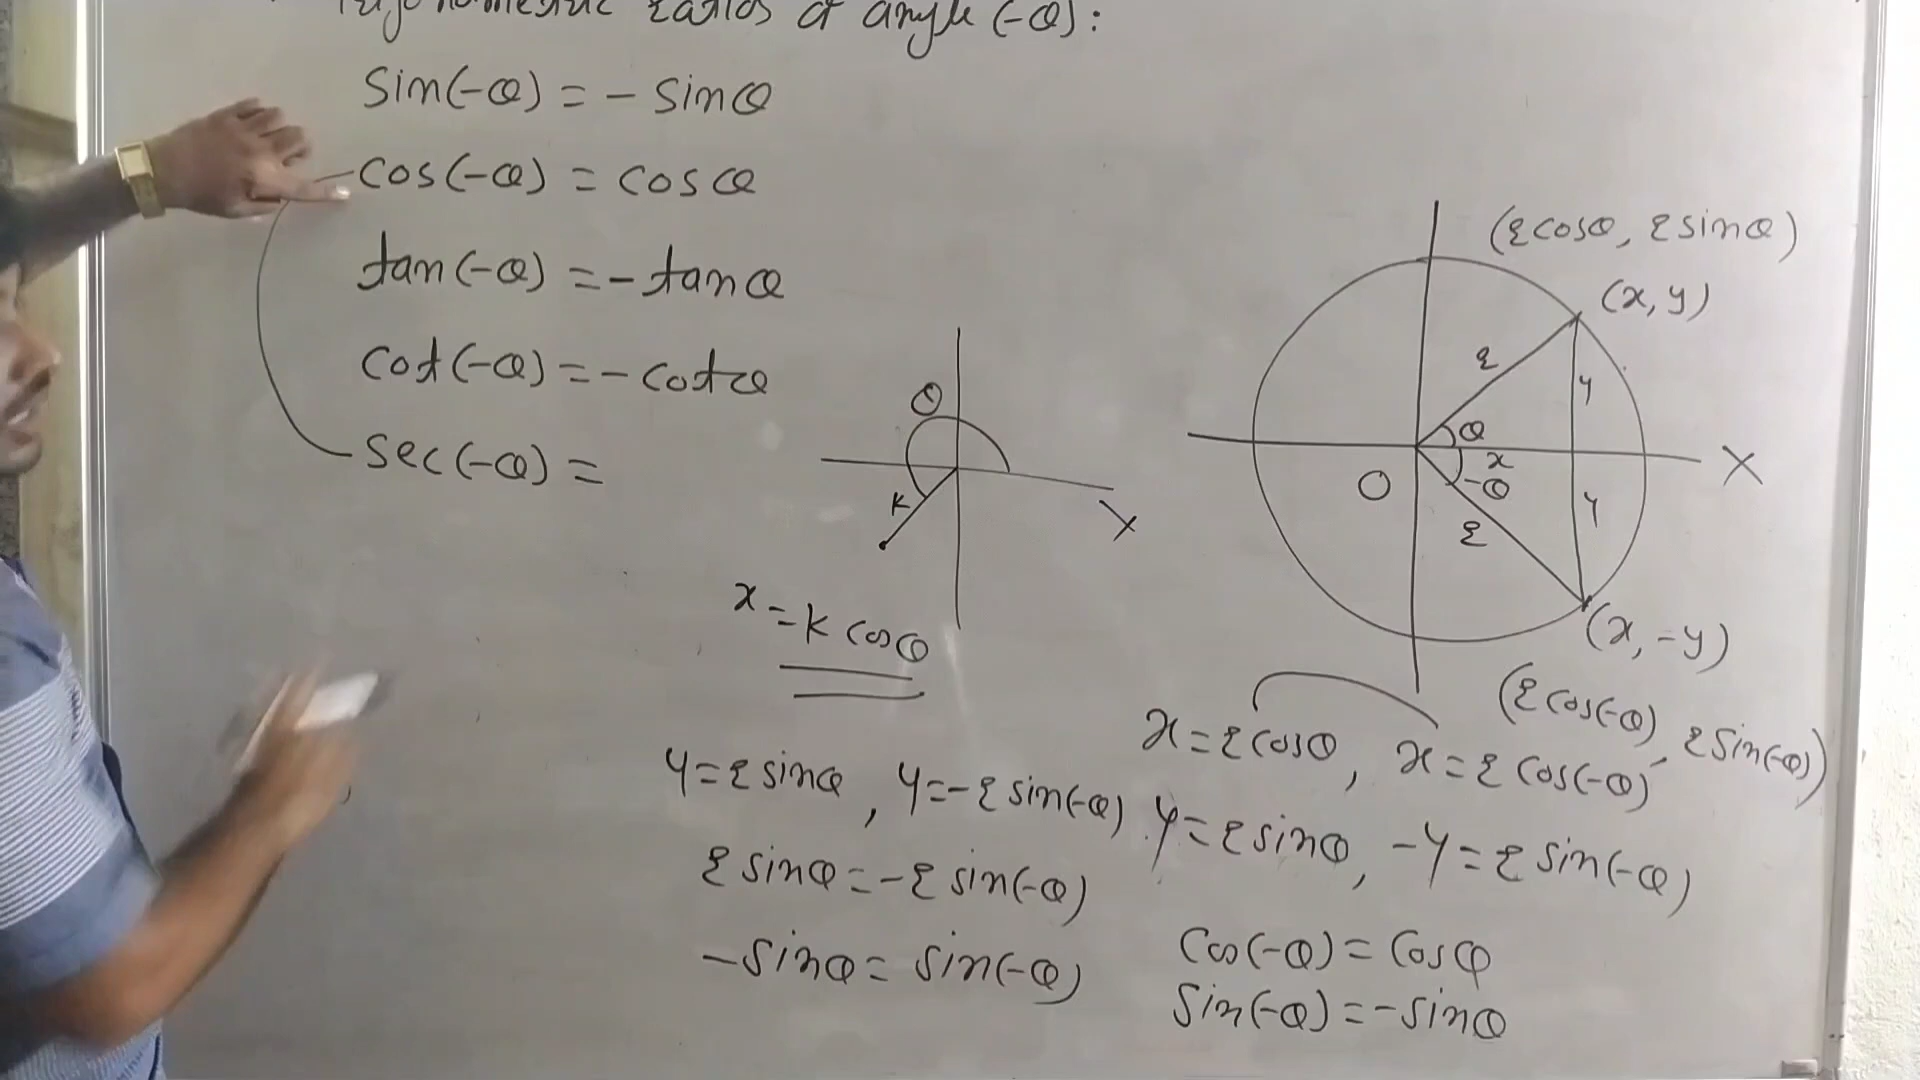 Trigonometric ratios of angle (-θ):
sin(-θ) = - sinθ
cos(-θ) = cosθ
tan(-θ) = - tanθ
cot(-θ) = - cotθ
sec(-θ) =
θ
K
X
x = K cosθ
(r cosθ, r sinθ)
(x, y)
r
y
θ
x
X
O
-θ
y
r
(x, -y)
(r cos(-θ), r sin(-θ))
x = r cosθ, x = r cos(-θ)
y = r sinθ, -y = r sin(-θ)
cos(-θ) = cosθ
sin(-θ) = - sinθ
y = r sinθ, y = - r sin(-θ)
r sinθ = - r sin(-θ)
- sinθ = sin(-θ)